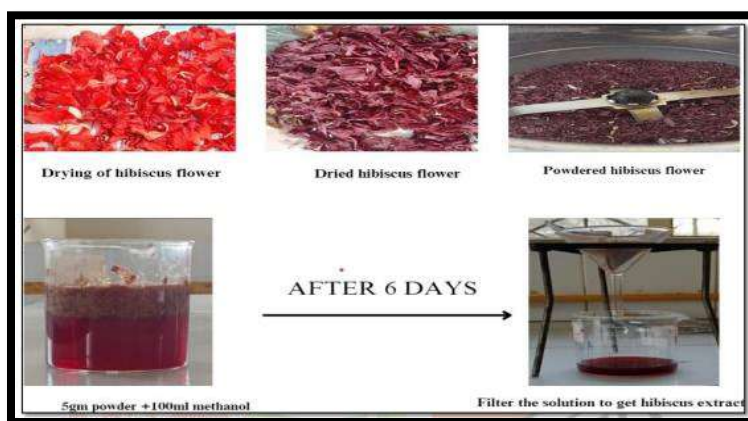 Drying of hibiscus flower
Dried hibiscus flower
Powdered hibiscus flower
AFTER 6 DAYS
5gm powder +100ml methanol
Filter the solution to get hibiscus extract